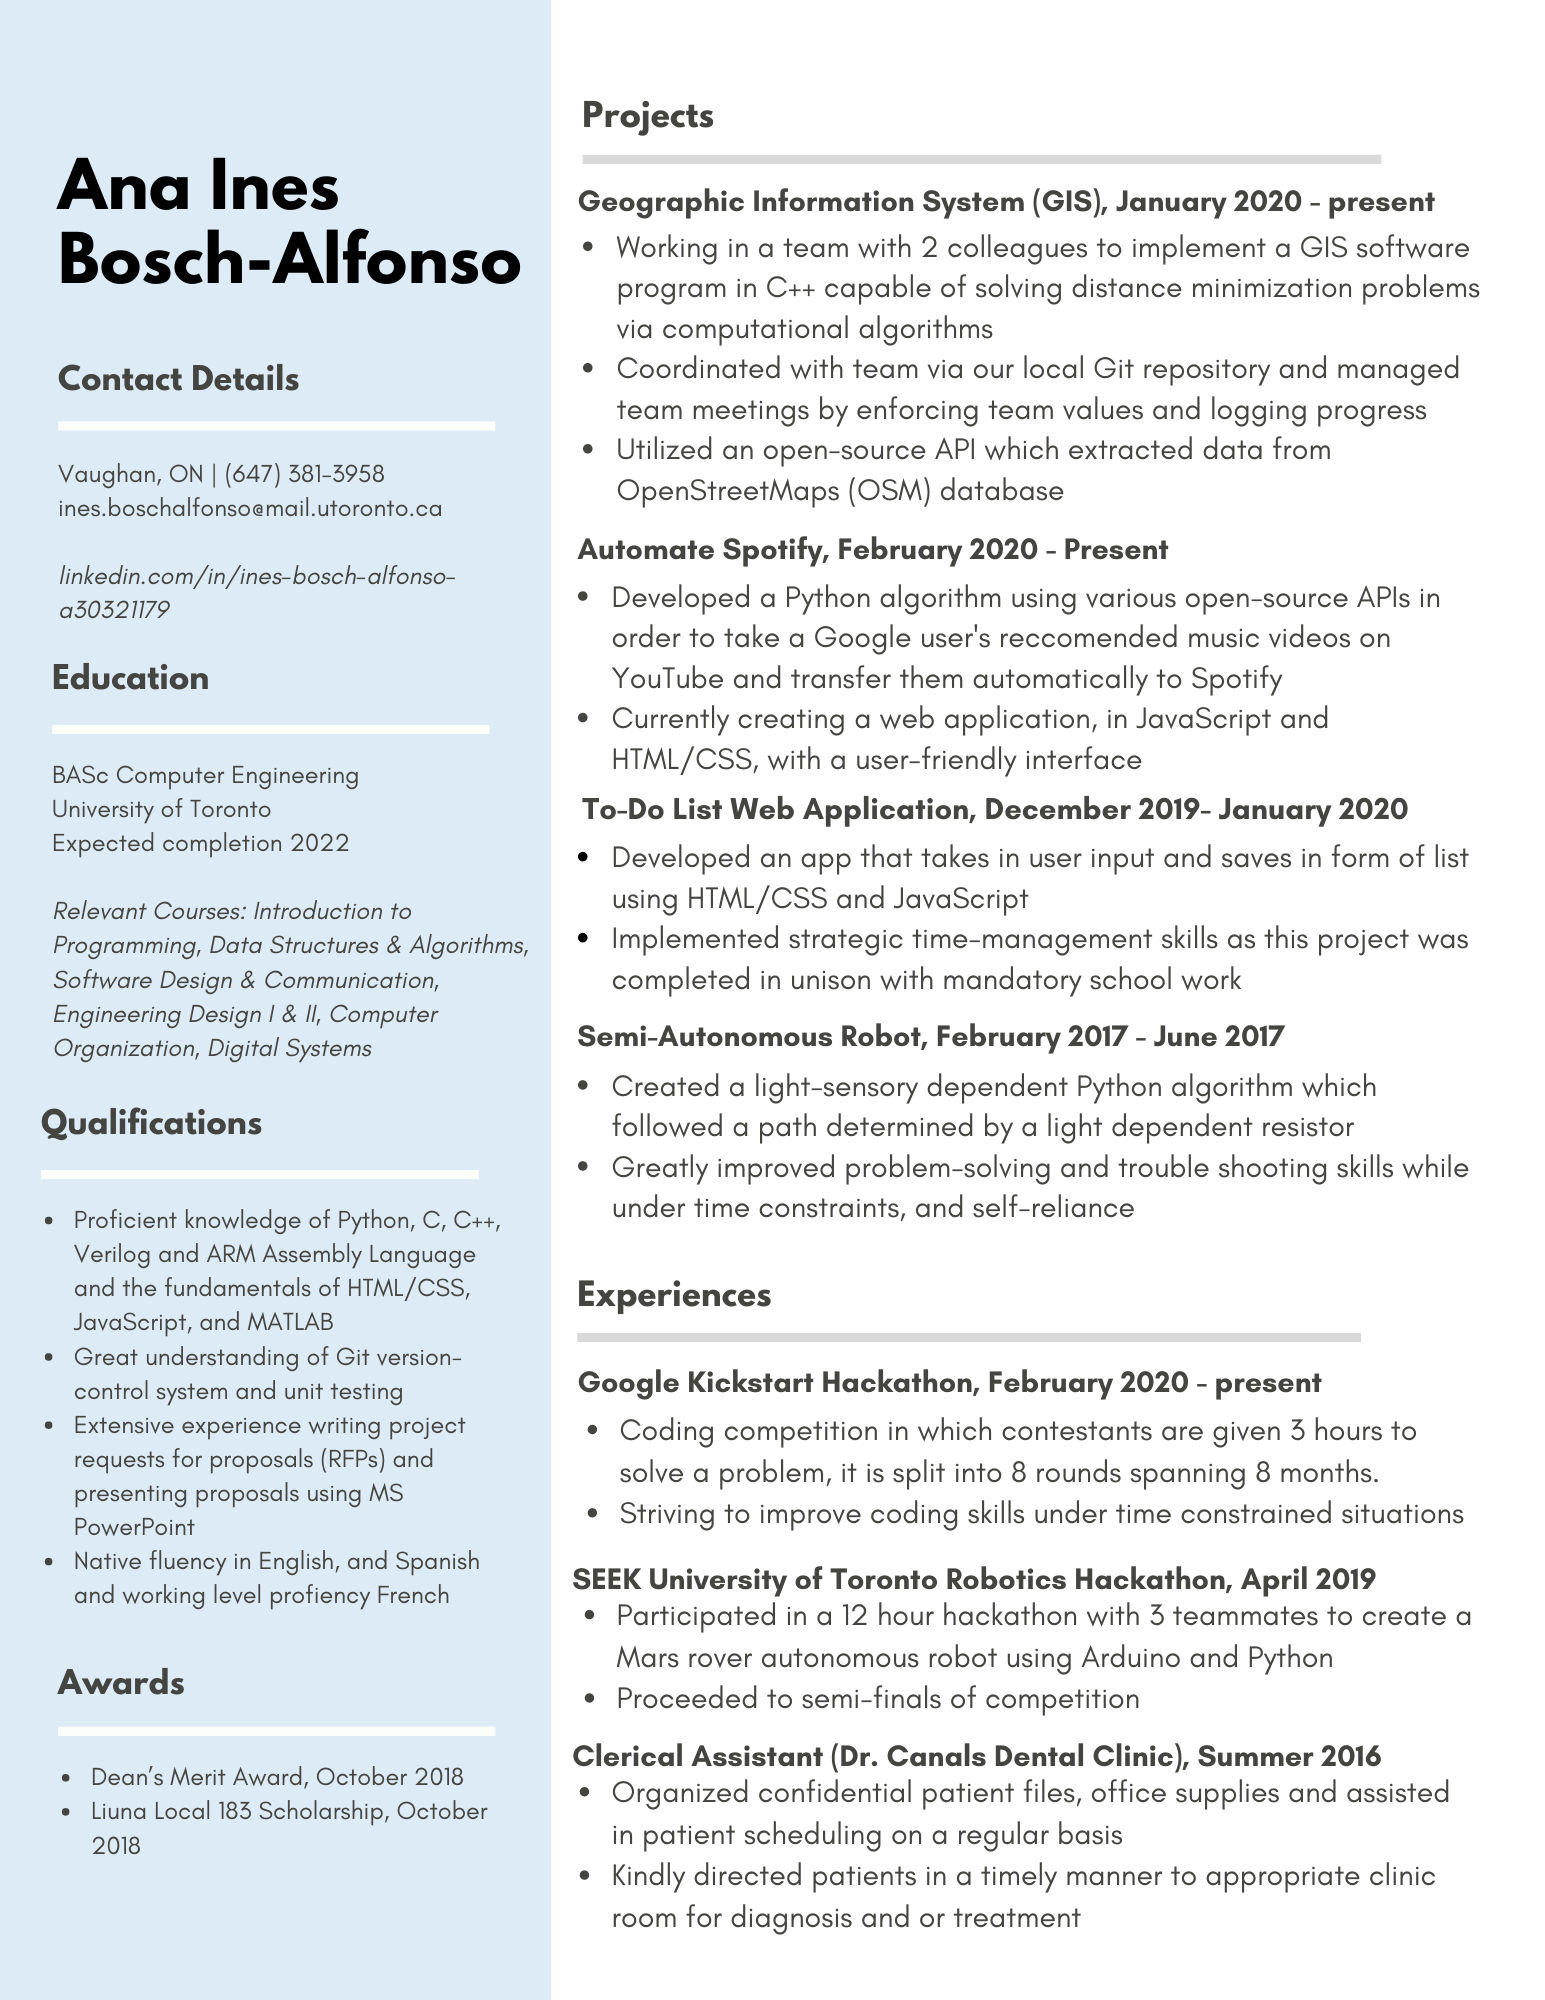 Ana Ines
Bosch-Alfonso
Contact Details
Vaughan, ON | (647) 381-3958
ines.boschalfonso@mail.utoronto.ca
linkedin.com/in/ines-bosch-alfonso-
a30321179
Education
BASc Computer Engineering
University of Toronto
Expected completion 2022
Relevant Courses: Introduction to
Programming, Data Structures & Algorithms,
Software Design & Communication,
Engineering Design I & II, Computer
Organization, Digital Systems
Qualifications
• Proficient knowledge of Python, C, C++,
Verilog and ARM Assembly Language
and the fundamentals of HTML/CSS,
JavaScript, and MATLAB
• Great understanding of Git version-
control system and unit testing
• Extensive experience writing project
requests for proposals (RFPs) and
presenting proposals using MS
PowerPoint
• Native fluency in English, and Spanish
and working level profiency French
Awards
• Dean's Merit Award, October 2018
• Liuna Local 183 Scholarship, October
2018
Projects
Geographic Information System (GIS), January 2020 - present
• Working in a team with 2 colleagues to implement a GIS software
program in C++ capable of solving distance minimization problems
via computational algorithms
• Coordinated with team via our local Git repository and managed
team meetings by enforcing team values and logging progress
• Utilized an open-source API which extracted data from
OpenStreetMaps (OSM) database
Automate Spotify, February 2020 - Present
• Developed a Python algorithm using various open-source APIs in
order to take a Google user's reccomended music videos on
YouTube and transfer them automatically to Spotify
• Currently creating a web application, in JavaScript and
HTML/CSS, with a user-friendly interface
To-Do List Web Application, December 2019- January 2020
• Developed an app that takes in user input and saves in form of list
using HTML/CSS and JavaScript
• Implemented strategic time-management skills as this project was
completed in unison with mandatory school work
Semi-Autonomous Robot, February 2017 - June 2017
• Created a light-sensory dependent Python algorithm which
followed a path determined by a light dependent resistor
• Greatly improved problem-solving and trouble shooting skills while
under time constraints, and self-reliance
Experiences
Google Kickstart Hackathon, February 2020 - present
• Coding competition in which contestants are given 3 hours to
solve a problem, it is split into 8 rounds spanning 8 months.
• Striving to improve coding skills under time constrained situations
SEEK University of Toronto Robotics Hackathon, April 2019
• Participated in a 12 hour hackathon with 3 teammates to create a
Mars rover autonomous robot using Arduino and Python
• Proceeded to semi-finals of competition
Clerical Assistant (Dr. Canals Dental Clinic), Summer 2016
• Organized confidential patient files, office supplies and assisted
in patient scheduling on a regular basis
• Kindly directed patients in a timely manner to appropriate clinic
room for diagnosis and or treatment